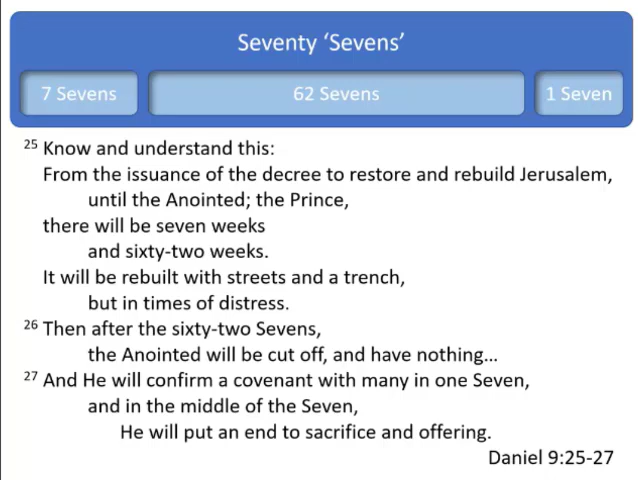 Seventy ‘Sevens’
7 Sevens 62 Sevens 1 Seven
25 Know and understand this:
From the issuance of the decree to restore and rebuild Jerusalem,
until the Anointed; the Prince,
there will be seven weeks
and sixty-two weeks.
It will be rebuilt with streets and a trench,
but in times of distress.
26 Then after the sixty-two Sevens,
the Anointed will be cut off, and have nothing…
27 And He will confirm a covenant with many in one Seven,
and in the middle of the Seven,
He will put an end to sacrifice and offering.
Daniel 9:25-27